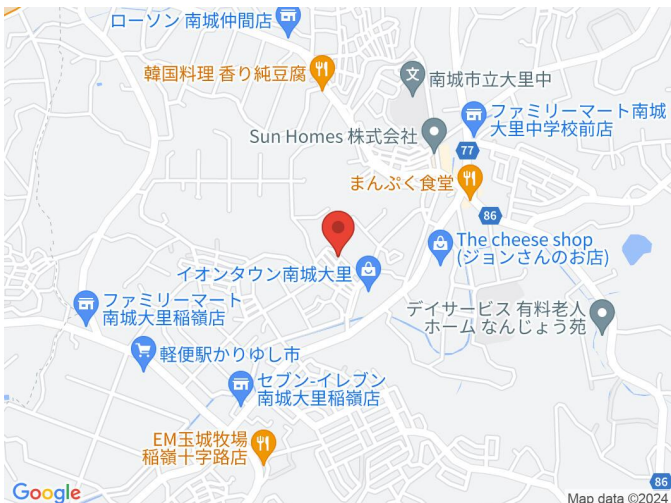 ローソン 南城仲間店
韓国料理 香り純豆腐
南城市立大里中
文
ファミリーマート南城
大里中学校前店
Sun Homes 株式会社
77
まんぷく食堂
86
The cheese shop
(ジョンさんのお店)
イオンタウン南城大里
ファミリーマート
南城大里稲嶺店
デイサービス 有料老人
ホーム なんじょう苑
軽便駅かりゆし市
セブン-イレブン
南城大里稲嶺店
EM玉城牧場
稲嶺十字路店
86
Google
Map data ©2024